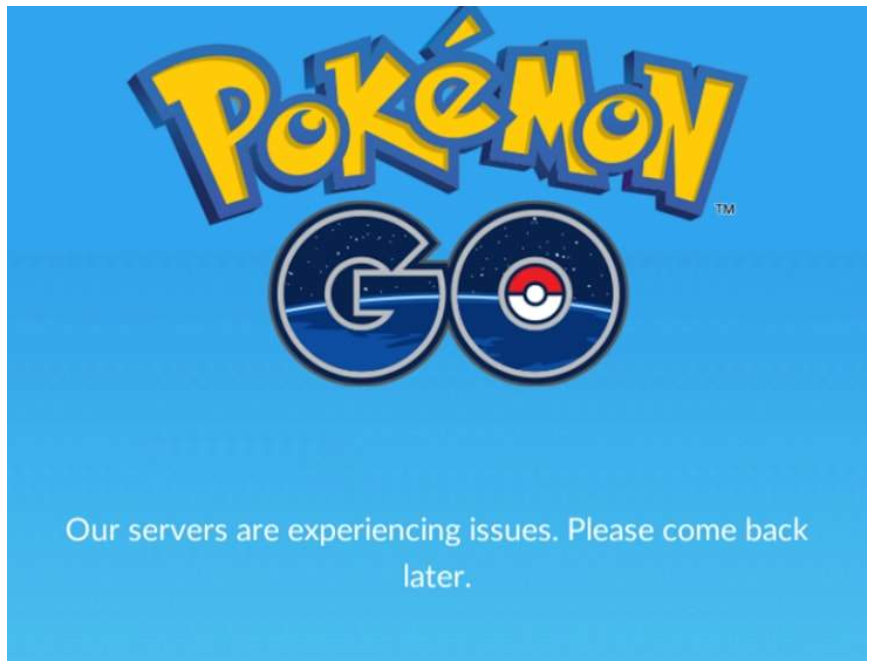 POKéMON
TM
GO
Our servers are experiencing issues. Please come back
later.